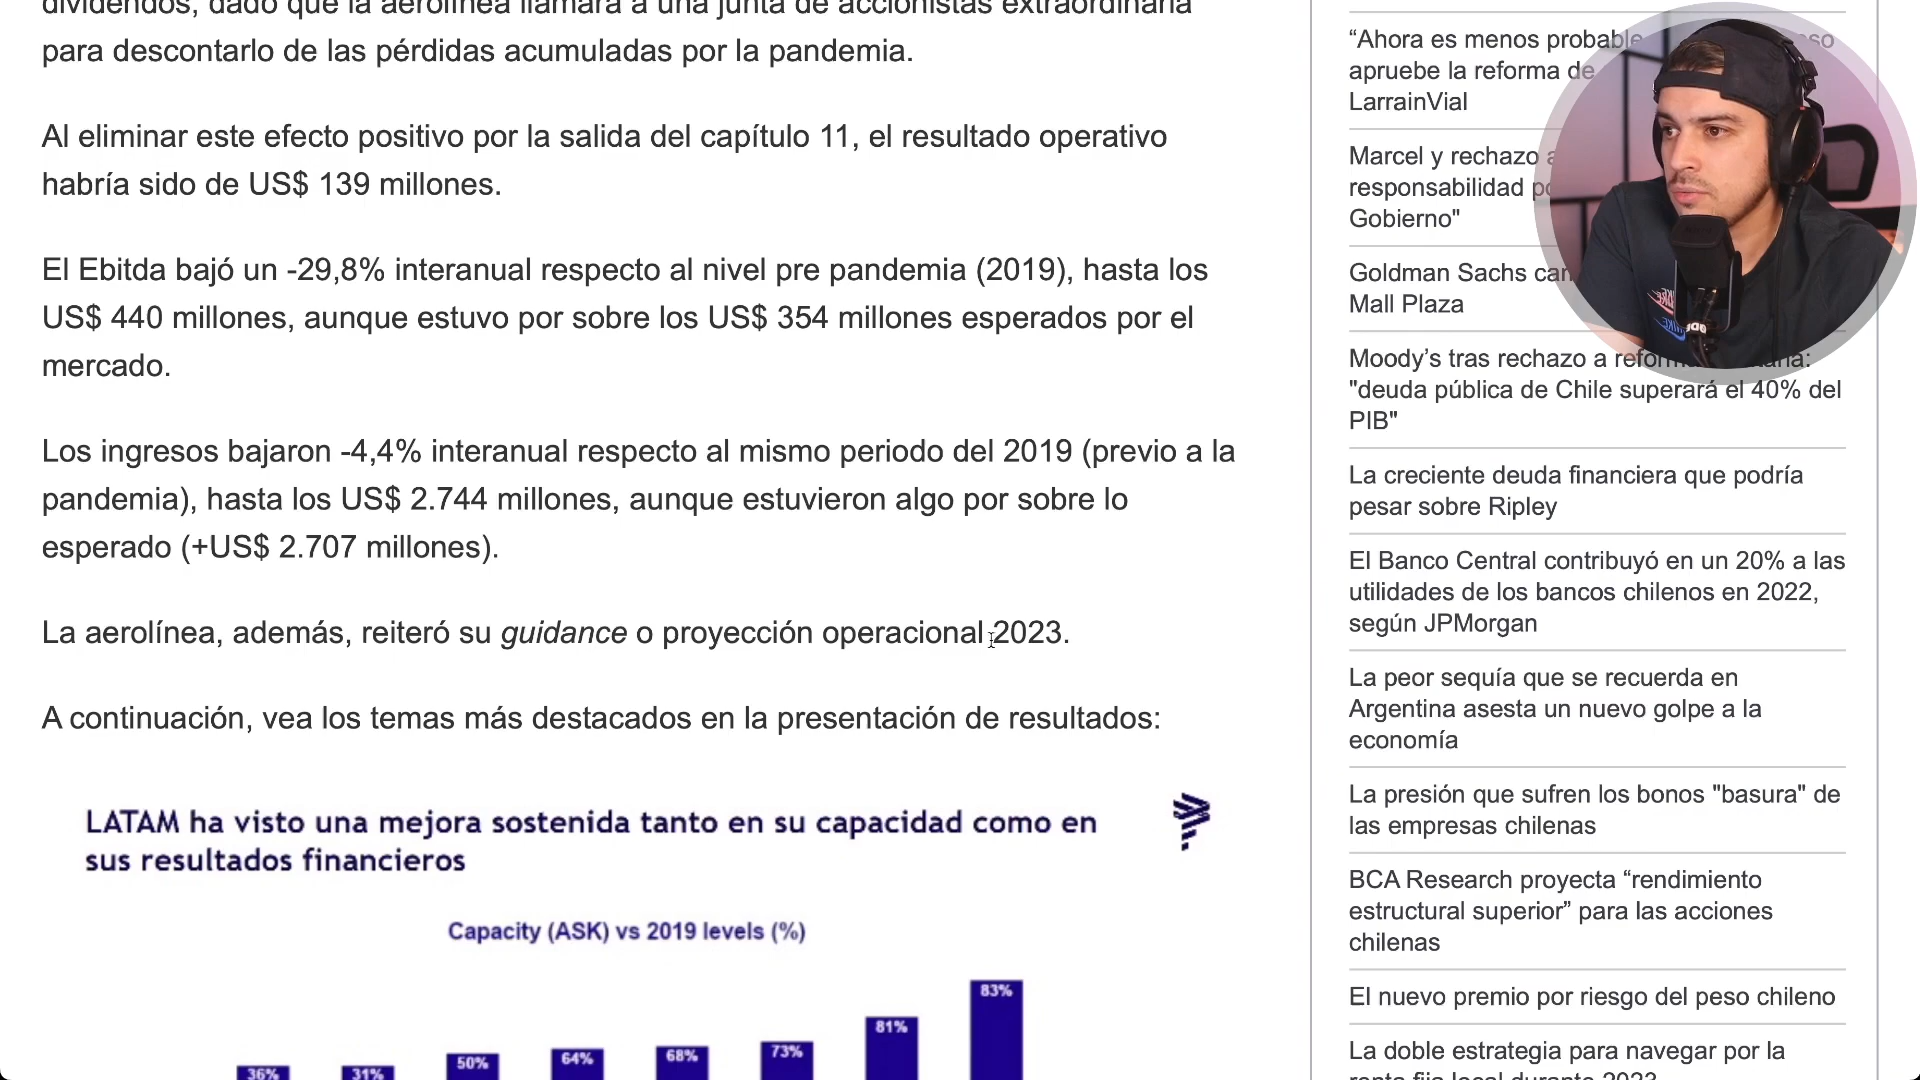 dividendos, dado que la aerolínea llamará a una junta de accionistas extraordinaria
para descontarlo de las pérdidas acumuladas por la pandemia.
Al eliminar este efecto positivo por la salida del capítulo 11, el resultado operativo
habría sido de US$ 139 millones.
El Ebitda bajó un -29,8% interanual respecto al nivel pre pandemia (2019), hasta los
US$ 440 millones, aunque estuvo por sobre los US$ 354 millones esperados por el
mercado.
Los ingresos bajaron -4,4% interanual respecto al mismo periodo del 2019 (previo a la
pandemia), hasta los US$ 2.744 millones, aunque estuvieron algo por sobre lo
esperado (+US$ 2.707 millones).
La aerolínea, además, reiteró su guidance o proyección operacional 2023.
A continuación, vea los temas más destacados en la presentación de resultados:
LATAM ha visto una mejora sostenida tanto en su capacidad como en
sus resultados financieros
Capacity (ASK) vs 2019 levels (%)
36% 31% 50% 64% 68% 73% 81% 83%
“Ahora es menos probable
apruebe la reforma de
LarrainVial
Marcel y rechazo a
responsabilidad
Gobierno"
Goldman Sachs
Mall Plaza
Moody’s tras rechazo a
"deuda pública de Chile superará el 40% del
PIB"
La creciente deuda financiera que podría
pesar sobre Ripley
El Banco Central contribuyó en un 20% a las
utilidades de los bancos chilenos en 2022,
según JPMorgan
La peor sequía que se recuerda en
Argentina asesta un nuevo golpe a la
economía
La presión que sufren los bonos "basura" de
las empresas chilenas
BCA Research proyecta “rendimiento
estructural superior” para las acciones
chilenas
El nuevo premio por riesgo del peso chileno
La doble estrategia para navegar por la
renta fija local durante 2023